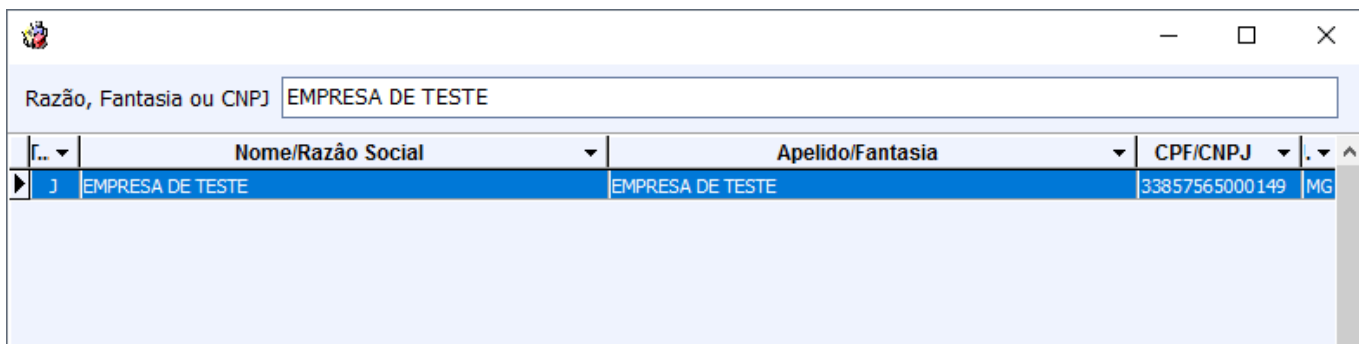 Razão, Fantasia ou CNPJ EMPRESA DE TESTE
T.. Nome/Razâo Social Apelido/Fantasia CPF/CNPJ
J EMPRESA DE TESTE EMPRESA DE TESTE 33857565000149 MG